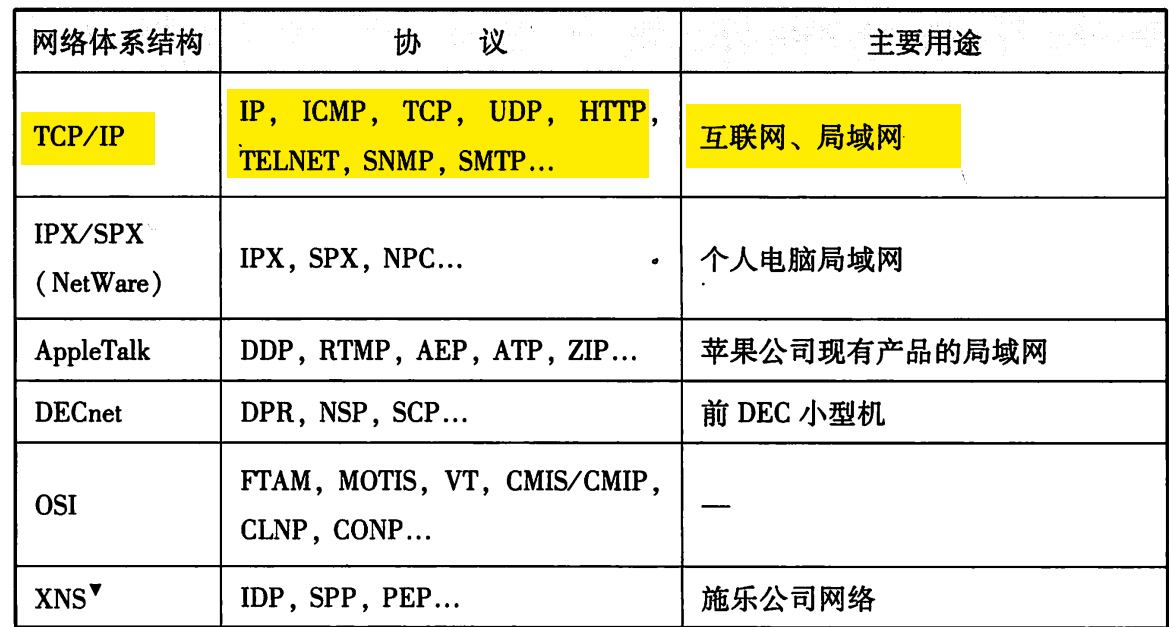 网络体系结构 协 议 主要用途
TCP/IP
IP, ICMP, TCP, UDP, HTTP,
TELNET, SNMP, SMTP…
互联网、局域网
IPX/SPX
(NetWare)
IPX, SPX, NPC…
个人电脑局域网
AppleTalk DDP, RTMP, AEP, ATP, ZIP… 苹果公司现有产品的局域网
DECnet DPR, NSP, SCP… 前 DEC 小型机
OSI
FTAM, MOTIS, VT, CMIS/CMIP,
CLNP, CONP…
—
XNS▼ IDP, SPP, PEP… 施乐公司网络